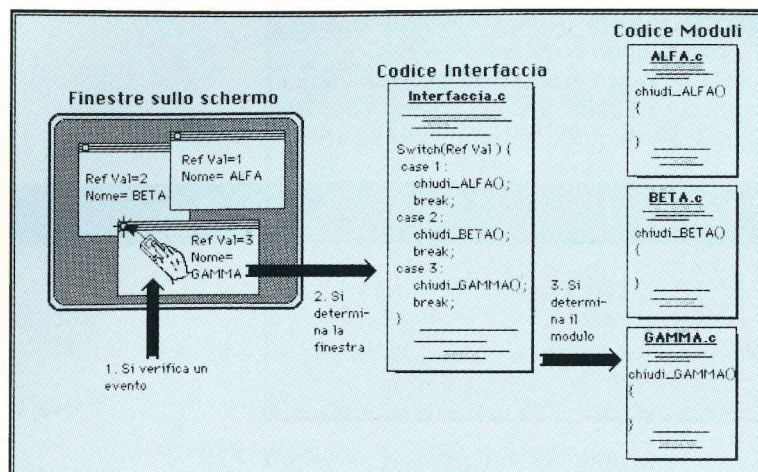 Finestre sullo schermo
Ref Val=2
Nome= BETA
Ref Val=1
Nome= ALFA
Ref Val=3
Nome=
GAMMA
1. Si verifica un
evento
2. Si
determi-
na la
finestra
Codice Interfaccia
Interfaccia.c
Switch(Ref Val ) {
case 1 :
chiudi_ALFA();
break;
case 2 :
chiudi_BETA();
break;
case 3 :
chiudi_GAMMA();
break;
}
3. Si
determi-
na il
modulo
Codice Moduli
ALFA.c
chiudi_ALFA()
{
}
BETA.c
chiudi_BETA()
{
}
GAMMA.c
chiudi_GAMMA()
{
}